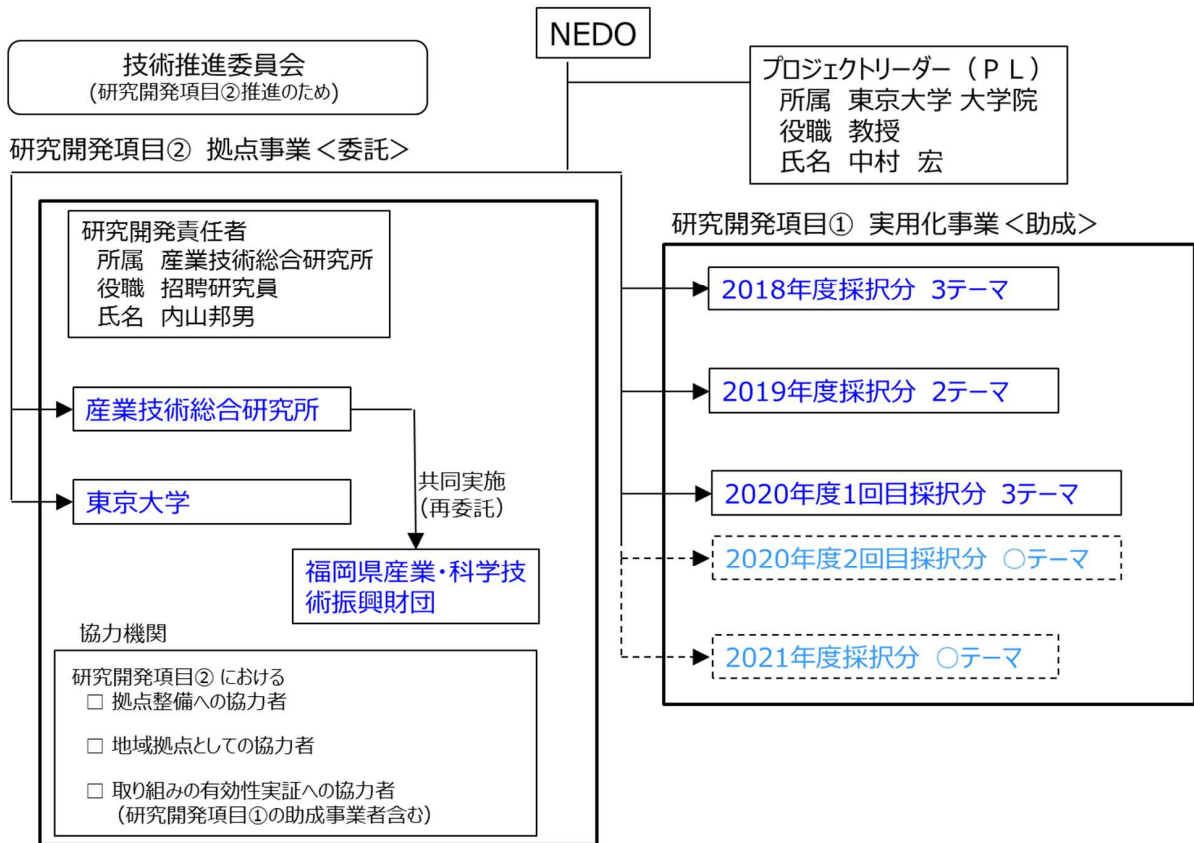 NEDO
技術推進委員会
(研究開発項目②推進のため)
プロジェクトリーダー（ＰＬ）
所属 東京大学 大学院
役職 教授
氏名 中村 宏
研究開発項目② 拠点事業＜委託＞
研究開発責任者
所属 産業技術総合研究所
役職 招聘研究員
氏名 内山邦男
産業技術総合研究所
東京大学
共同実施
（再委託）
福岡県産業・科学技
術振興財団
協力機関
研究開発項目② における
□ 拠点整備への協力者
□ 地域拠点としての協力者
□ 取り組みの有効性実証への協力者
（研究開発項目①の助成事業者含む）
研究開発項目① 実用化事業＜助成＞
2018年度採択分 3テーマ
2019年度採択分 2テーマ
2020年度1回目採択分 3テーマ
2020年度2回目採択分 ○テーマ
2021年度採択分 ○テーマ